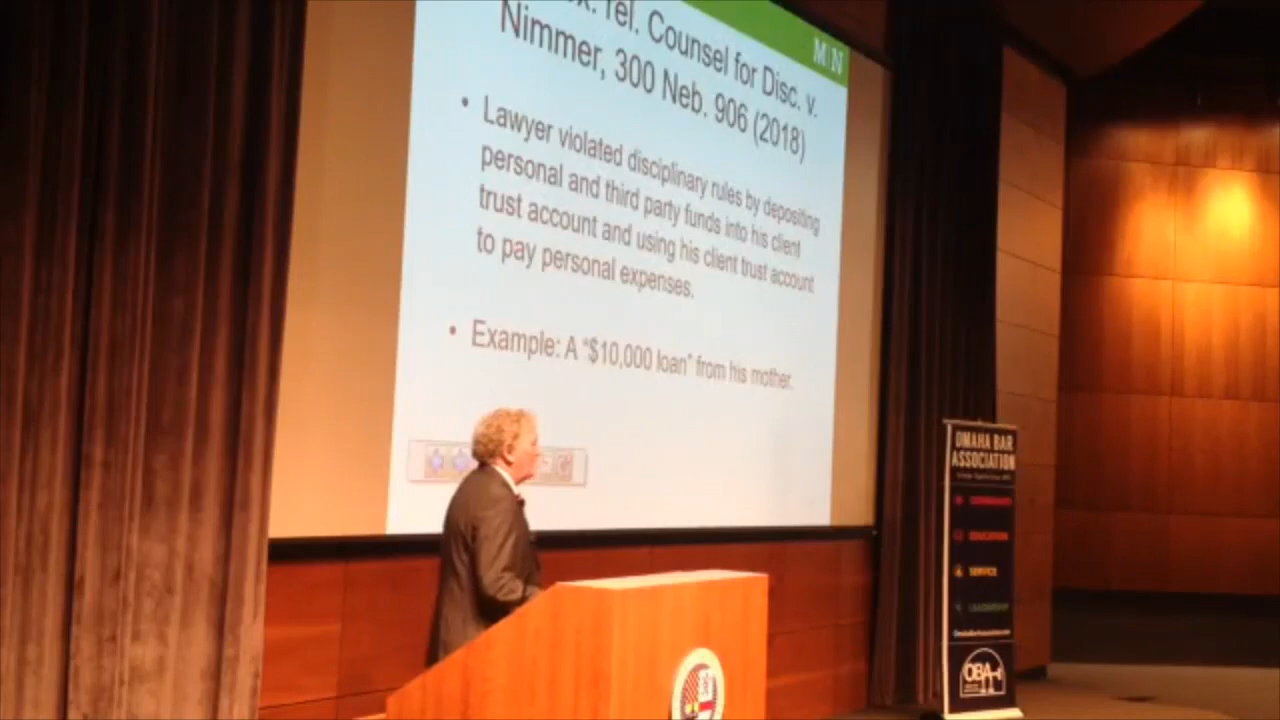 ex. rel. Counsel for Disc. v.
Nimmer, 300 Neb. 906 (2018)
M N
• Lawyer violated disciplinary rules by depositing
personal and third party funds into his client
trust account and using his client trust account
to pay personal expenses.
• Example: A “$10,000 loan” from his mother.
OMAHA BAR
ASSOCIATION
COMMUNITY
EDUCATION
SERVICE
LEADERSHIP
OBA